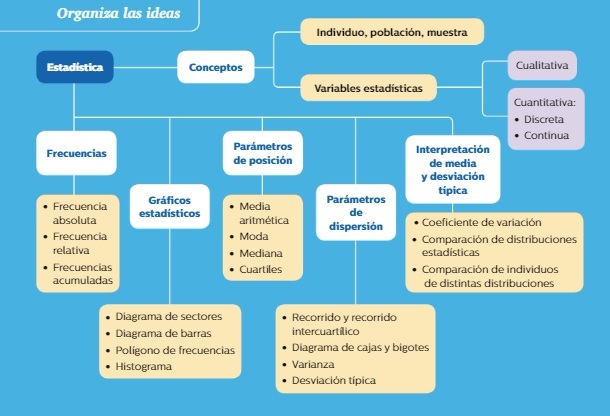 Organiza las ideas
Estadística
Conceptos
Individuo, población, muestra
Variables estadísticas
Cualitativa
Cuantitativa:
• Discreta
• Continua
Frecuencias
• Frecuencia
absoluta
• Frecuencia
relativa
• Frecuencias
acumuladas
Gráficos
estadísticos
• Diagrama de sectores
• Diagrama de barras
• Polígono de frecuencias
• Histograma
Parámetros
de posición
• Media
aritmética
• Moda
• Mediana
• Cuartiles
Parámetros
de
dispersión
• Recorrido y recorrido
intercuartílico
• Diagrama de cajas y bigotes
• Varianza
• Desviación típica
Interpretación
de media
y desviación
típica
• Coeficiente de variación
• Comparación de distribuciones
estadísticas
• Comparación de individuos
de distintas distribuciones